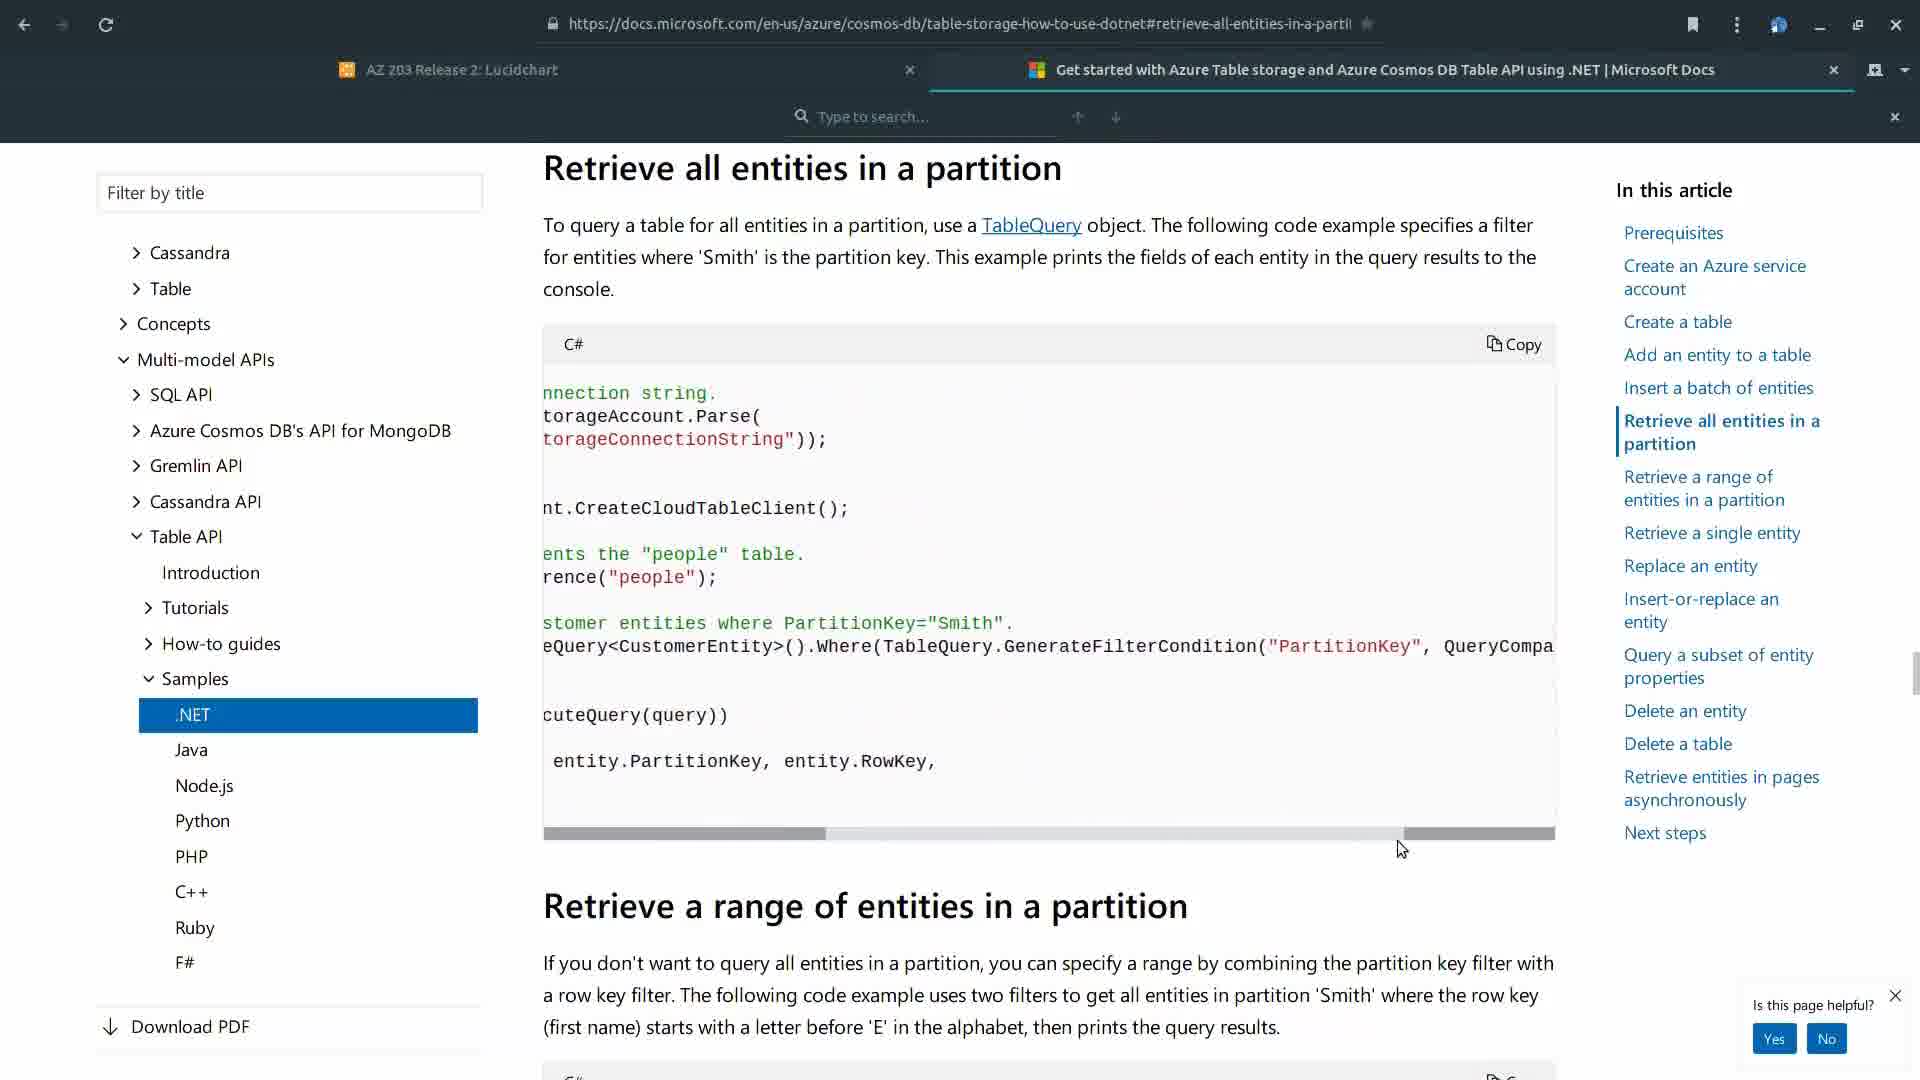 https://docs.microsoft.com/en-us/azure/cosmos-db/table-storage-how-to-use-dotnet#retrieve-all-entities-in-a-parti
AZ 203 Release 2: Lucidchart
Get started with Azure Table storage and Azure Cosmos DB Table API using .NET | Microsoft Docs
Type to search...
Filter by title
Cassandra
Table
Concepts
Multi-model APIs
SQL API
Azure Cosmos DB's API for MongoDB
Gremlin API
Cassandra API
Table API
Introduction
Tutorials
How-to guides
Samples
.NET
Java
Node.js
Python
PHP
C++
Ruby
F#
Download PDF
Retrieve all entities in a partition
To query a table for all entities in a partition, use a TableQuery object. The following code example specifies a filter
for entities where 'Smith' is the partition key. This example prints the fields of each entity in the query results to the
console.
C#
Copy
nnection string.
torageAccount.Parse(
torageConnectionString"));
nt.CreateCloudTableClient();
ents the "people" table.
rence("people");
stomer entities where PartitionKey="Smith".
eQuery<CustomerEntity>().Where(TableQuery.GenerateFilterCondition("PartitionKey", QueryCompa
cuteQuery(query))
entity.PartitionKey, entity.RowKey,
Retrieve a range of entities in a partition
If you don't want to query all entities in a partition, you can specify a range by combining the partition key filter with
a row key filter. The following code example uses two filters to get all entities in partition 'Smith' where the row key
(first name) starts with a letter before 'E' in the alphabet, then prints the query results.
In this article
Prerequisites
Create an Azure service
account
Create a table
Add an entity to a table
Insert a batch of entities
Retrieve all entities in a
partition
Retrieve a range of
entities in a partition
Retrieve a single entity
Replace an entity
Insert-or-replace an
entity
Query a subset of entity
properties
Delete an entity
Delete a table
Retrieve entities in pages
asynchronously
Next steps
Is this page helpful?
Yes
No